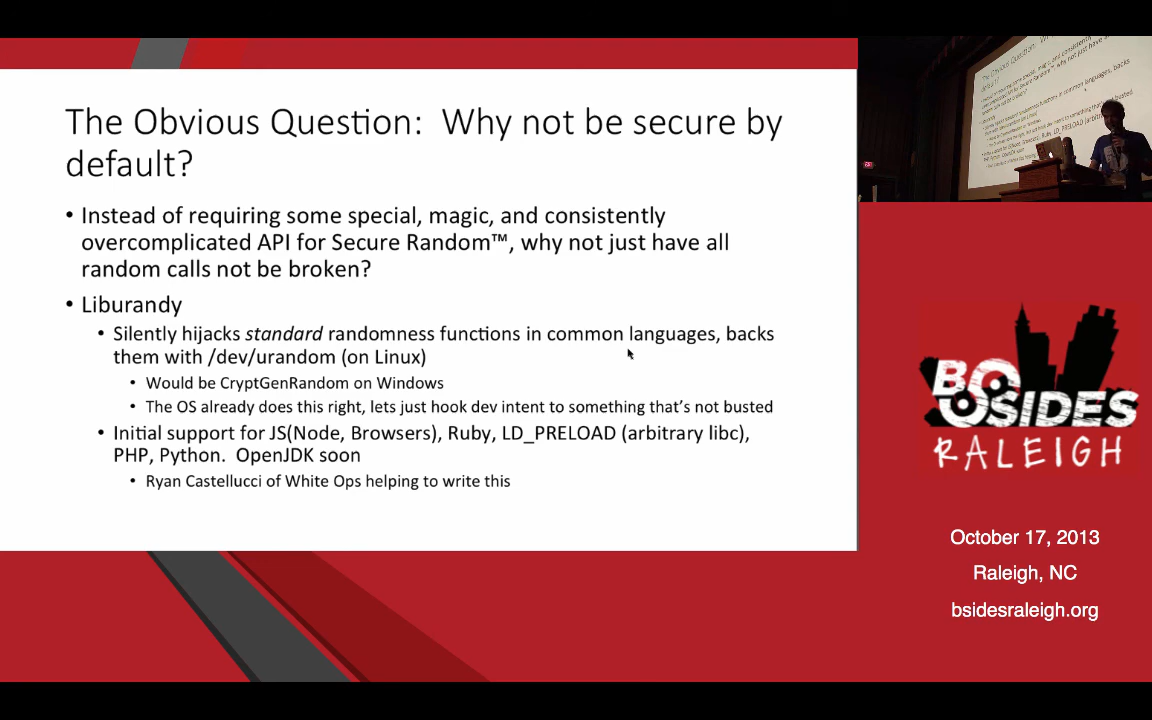 The Obvious Question: Why not be secure by
default?
• Instead of requiring some special, magic, and consistently
overcomplicated API for Secure Random™, why not just have all
random calls not be broken?
• Liburandy
• Silently hijacks standard randomness functions in common languages, backs
them with /dev/urandom (on Linux)
• Would be CryptGenRandom on Windows
• The OS already does this right, lets just hook dev intent to something that's not busted
• Initial support for JS(Node, Browsers), Ruby, LD_PRELOAD (arbitrary libc),
PHP, Python. OpenJDK soon
• Ryan Castellucci of White Ops helping to write this
BSIDES
RALEIGH
October 17, 2013
Raleigh, NC
bsidesraleigh.org